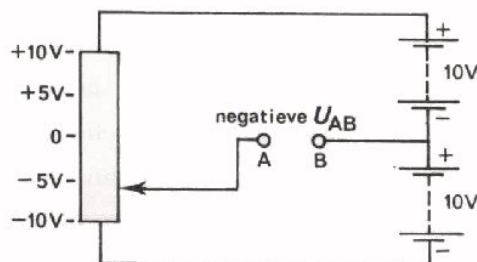 +10V-
+5V-
0 -
-5V-
-10V-
negatieve UAB
A B
+
10V
-
+
10V
-